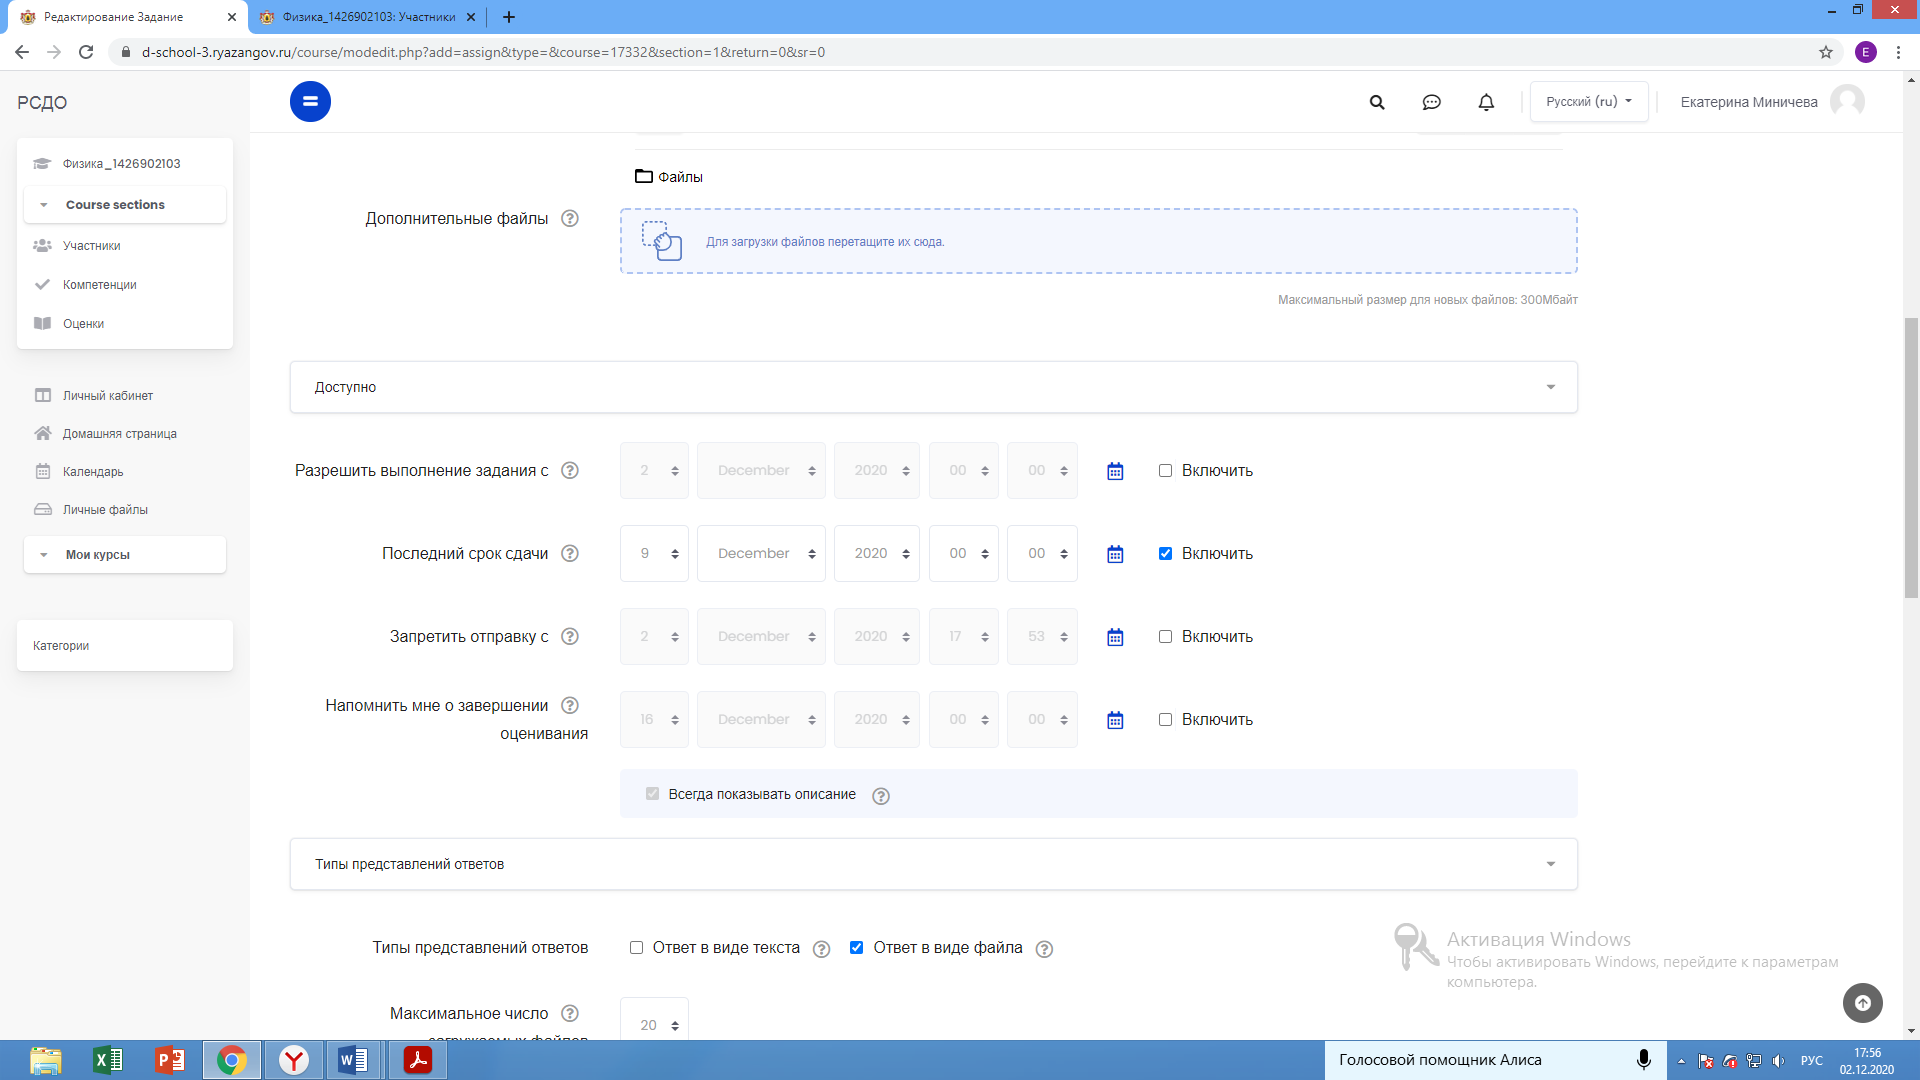 Редактирование Задание
Физика_1426902103: Участники
d-school-3.ryazangov.ru/course/modedit.php?add=assign&type=&course=17332&section=1&return=0&sr=0
E
РСДО
Русский (ru)
Екатерина Миничева
Физика_1426902103
Course sections
Участники
Компетенции
Оценки
Личный кабинет
Домашняя страница
Календарь
Личные файлы
Мои курсы
Категории
Файлы
Дополнительные файлы
Для загрузки файлов перетащите их сюда.
Максимальный размер для новых файлов: 300Мбайт
Доступно
Разрешить выполнение задания с 2 December 2020 00 00 Включить
Последний срок сдачи 9 December 2020 00 00 Включить
Запретить отправку с 2 December 2020 17 53 Включить
Напомнить мне о завершении
оценивания
16 December 2020 00 00 Включить
Всегда показывать описание
Типы представлений ответов
Типы представлений ответов Ответ в виде текста Ответ в виде файла
Максимальное число
загружаемых файлов
20
Активация Windows
Чтобы активировать Windows, перейдите к параметрам
компьютера.
Голосовой помощник Алиса
РУС
17:56
02.12.2020